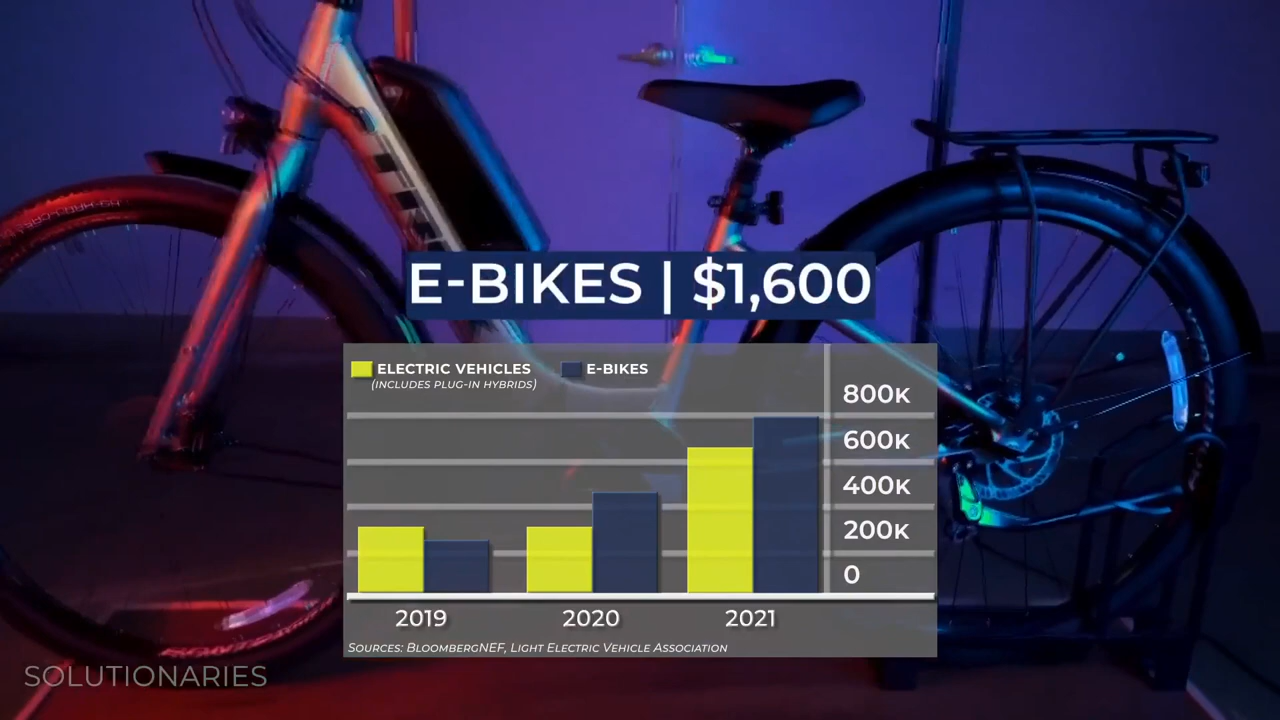 E-BIKES | $1,600
ELECTRIC VEHICLES
(INCLUDES PLUG-IN HYBRIDS)
E-BIKES
800K
600K
400K
200K
0
2019 2020 2021
SOURCES: BLOOMBERGNEF, LIGHT ELECTRIC VEHICLE ASSOCIATION
SOLUTIONARIES